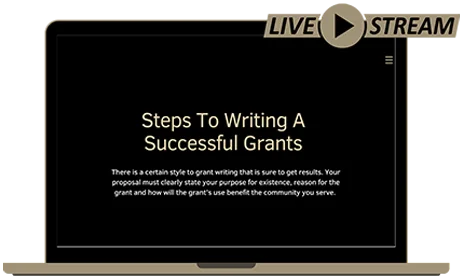 LIVE STREAM
Steps To Writing A
Successful Grants
There is a certain style to grant writing that is sure to get results. Your
proposal must clearly state your purpose for existence, reason for the
grant and how will the grant's use benefit the community you serve.